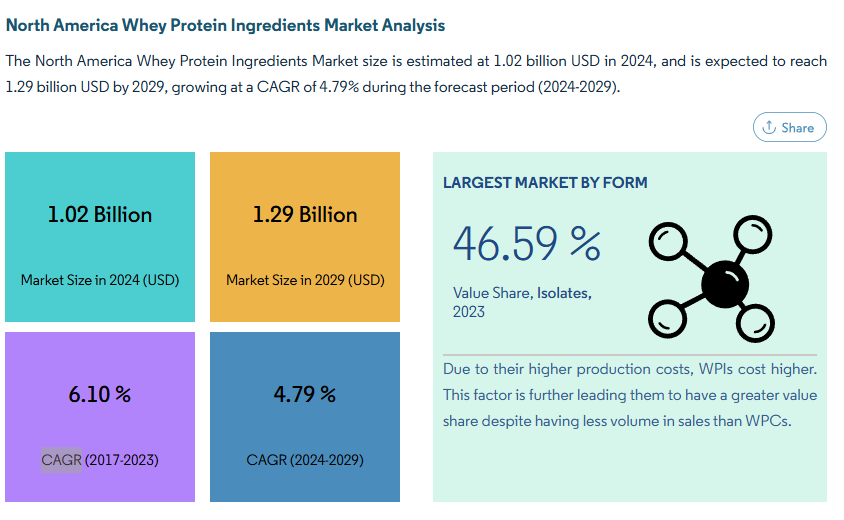 North America Whey Protein Ingredients Market Analysis
The North America Whey Protein Ingredients Market size is estimated at 1.02 billion USD in 2024, and is expected to reach
1.29 billion USD by 2029, growing at a CAGR of 4.79% during the forecast period (2024-2029).
Share
1.02 Billion
Market Size in 2024 (USD)
1.29 Billion
Market Size in 2029 (USD)
6.10 %
CAGR (2017-2023)
4.79 %
CAGR (2024-2029)
LARGEST MARKET BY FORM
46.59 %
Value Share, Isolates,
2023
Due to their higher production costs, WPIs cost higher.
This factor is further leading them to have a greater value
share despite having less volume in sales than WPCs.